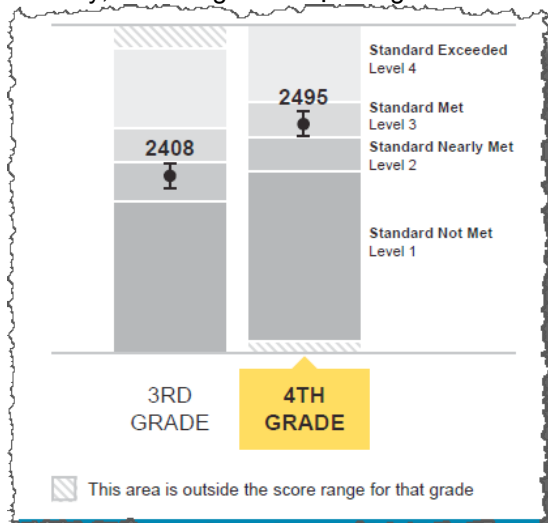 Standard Exceeded
Level 4
2495
Standard Met
Level 3
2408
Standard Nearly Met
Level 2
Standard Not Met
Level 1
3RD
GRADE
4TH
GRADE
This area is outside the score range for that grade